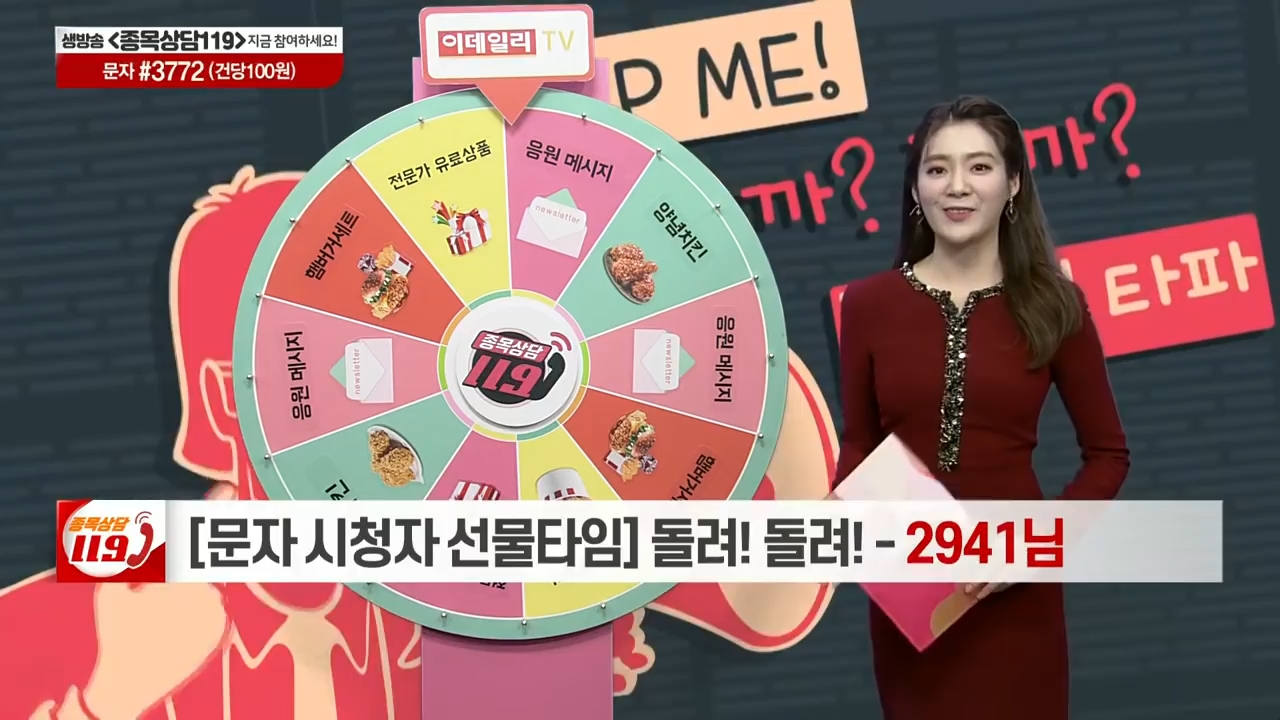 생방송 <종목상담119> 지금 참여하세요!
문자 #3772 (건당100원)
이데일리 TV
P ME!
까?
까?
타파
전문가 유료상품
응원 메시지
newsletter
햄버거세트
양념치킨
응원 메시지
newsletter
응원 메시지
newsletter
종목상담
119
종목상담
119
[문자 시청자 선물타임] 돌려! 돌려! - 2941님